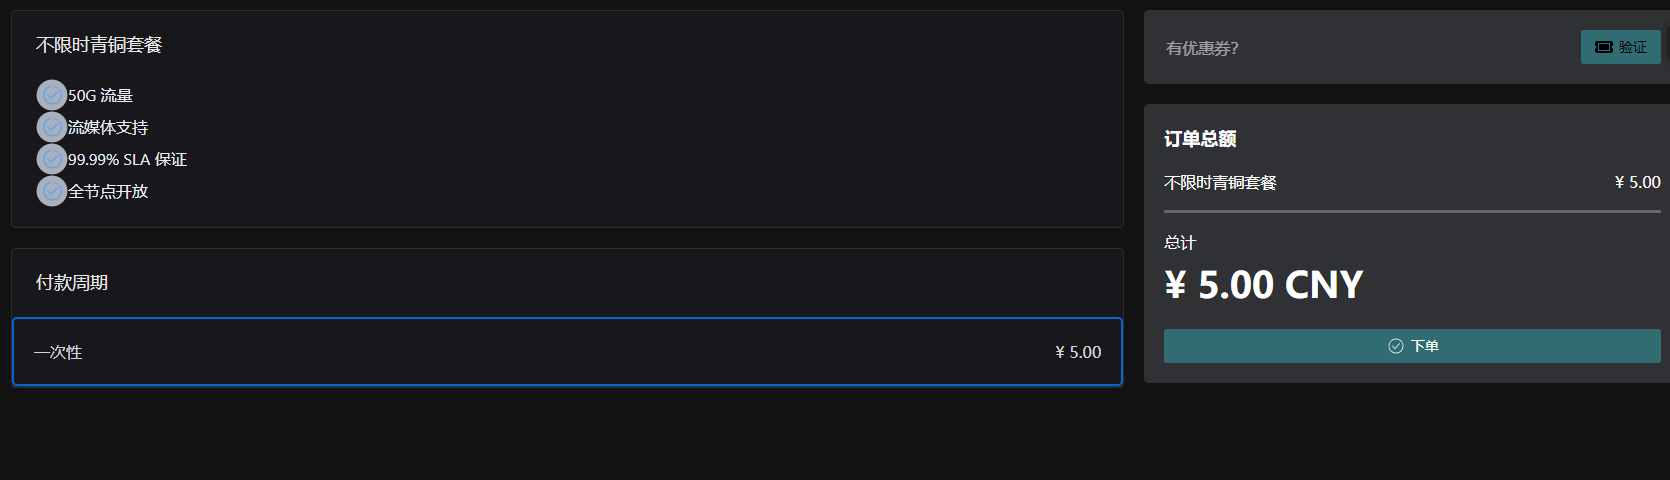 不限时青铜套餐
50G 流量
流媒体支持
99.99% SLA 保证
全节点开放
付款周期
一次性 ¥ 5.00
有优惠券?
验证
订单总额
不限时青铜套餐 ¥ 5.00
总计
¥ 5.00 CNY
下单